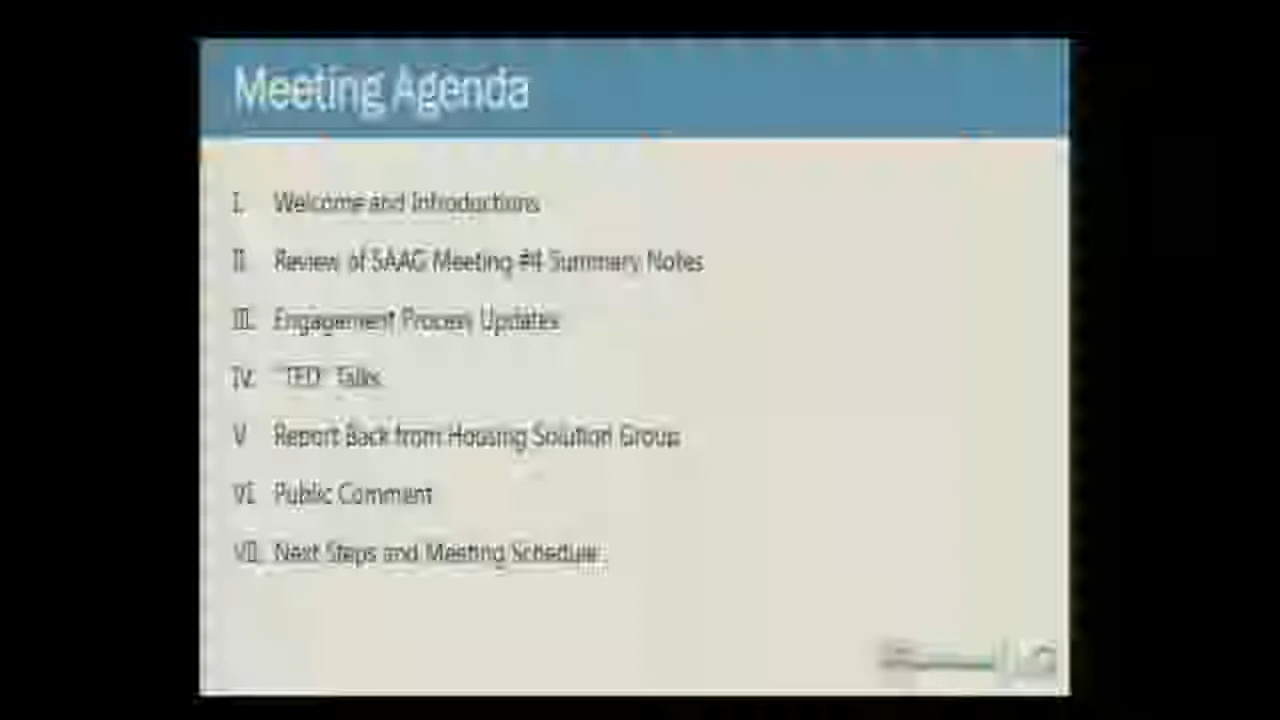 Meeting Agenda
I. Welcome and Introductions
II. Review of SAAG Meeting #4 Summary Notes
III. Engagement Process Updates
IV. "TED" Talks
V. Report Back from Housing Solution Group
VI. Public Comment
VII. Next Steps and Meeting Schedule